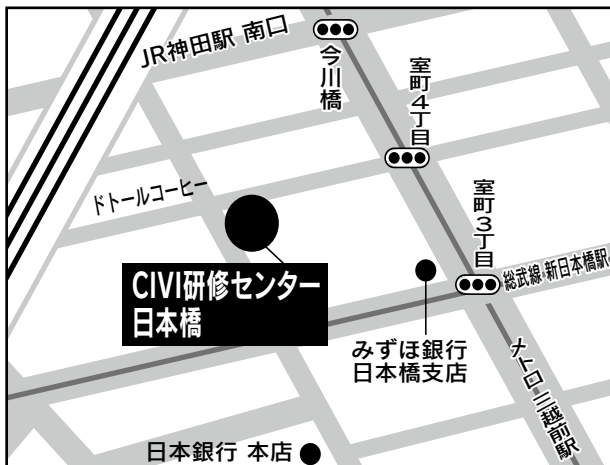 JR神田駅 南口
今川橋
室町4丁目
ドトールコーヒー
室町3丁目
総武線 新日本橋駅
CIVI研修センター
日本橋
みずほ銀行
日本橋支店
メトロ 三越前駅
日本銀行 本店